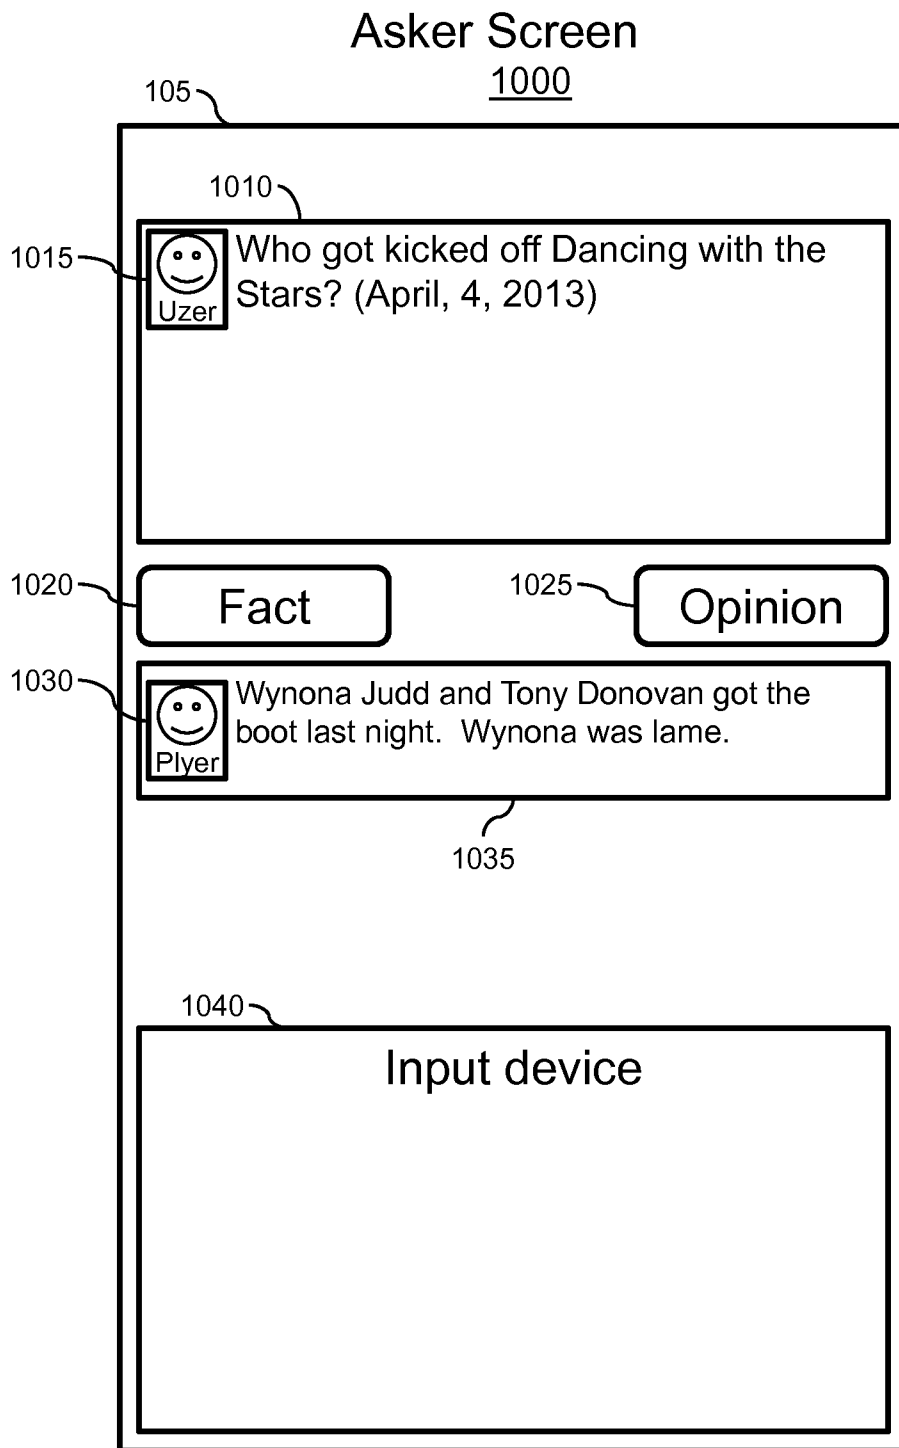 Asker Screen
1000
105
1010
1015
Uzer
Who got kicked off Dancing with the
Stars? (April, 4, 2013)
1020
Fact
1025
Opinion
1030
Plyer
Wynona Judd and Tony Donovan got the
boot last night.  Wynona was lame.
1035
1040
Input device